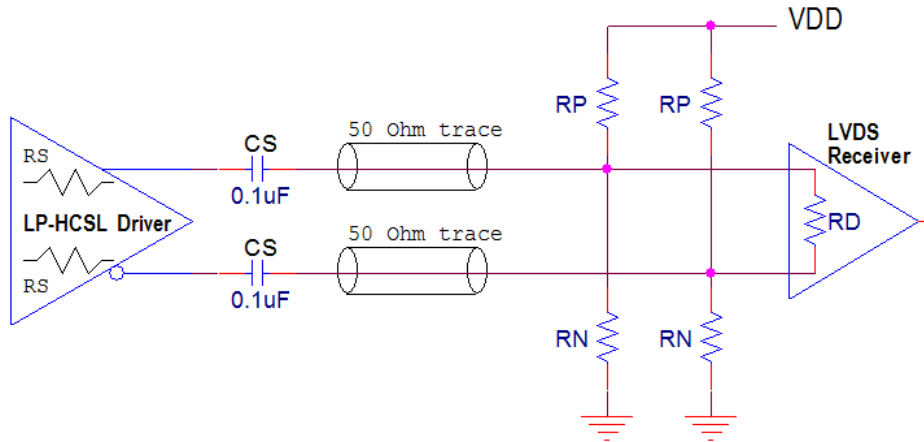 VDD
RP
RP
50 Ohm trace
LVDS
Receiver
CS
RS
0.1uF
RD
LP-HCSL Driver
50 Ohm trace
CS
RS
0.1uF
RN
RN